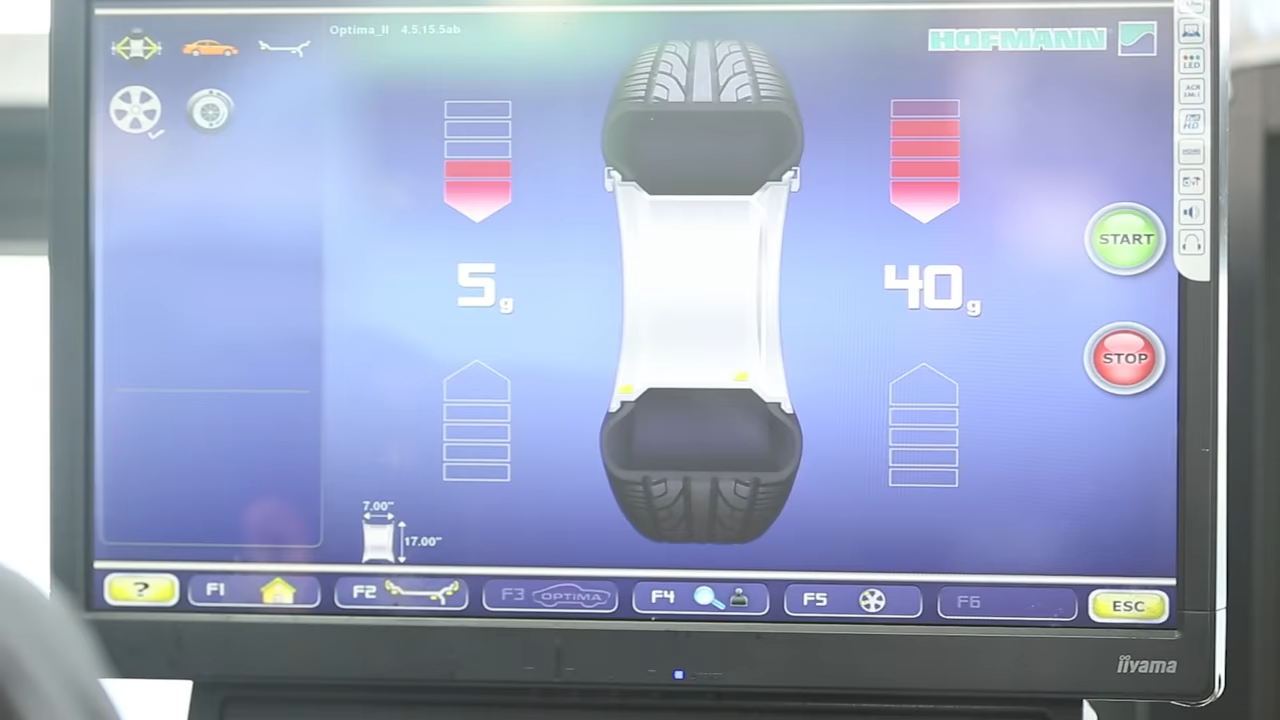 Optima_II 4.5.15.5ab
HOFMANN
LED
5g
40g
START
STOP
7.00"
17.00"
?
F1
F2
F3 OPTIMA
F4
F5
F6
ESC
iiyama